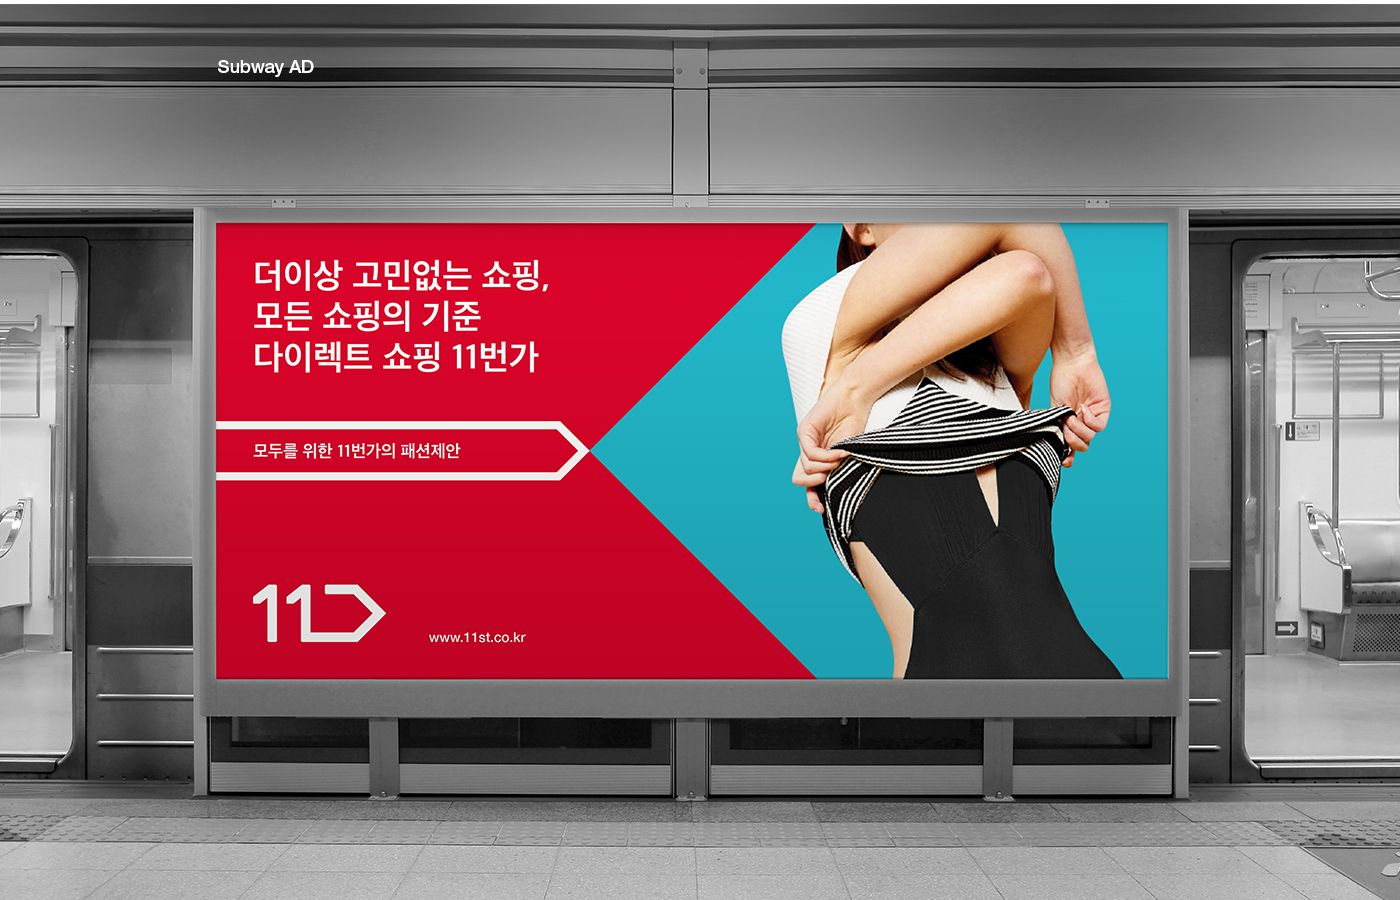 Subway AD
더이상 고민없는 쇼핑,
모든 쇼핑의 기준
다이렉트 쇼핑 11번가
모두를 위한 11번가의 패션제안
11
www.11st.co.kr